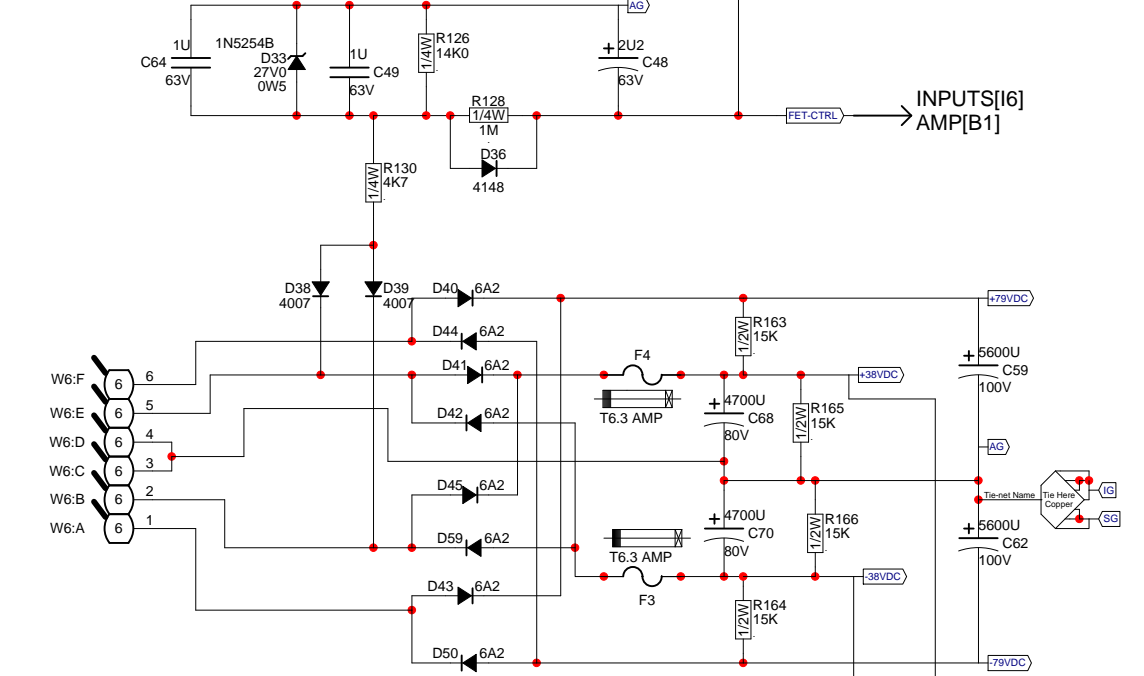 AG
1U
1N5254B
D33
27V0
0W5
C64
63V
1U
C49
63V
R126
14K0
1/4W
+
2U2
C48
63V
R128
1/4W
1M
D36
4148
FET-CTRL
INPUTS[I6]
AMP[B1]
R130
4K7
1/4W
D38
4007
D39
4007
D40
6A2
+79VDC
D44
6A2
R163
15K
1/2W
D41
6A2
F4
T6.3 AMP
+38VDC
+
5600U
C59
100V
W6:F
6
6
W6:E
6
5
W6:D
6
4
W6:C
6
3
W6:B
6
2
W6:A
6
1
D42
6A2
+
4700U
C68
80V
R165
15K
1/2W
AG
D45
6A2
Tie-net Name
Tie Here
Copper
IG
SG
D59
6A2
T6.3 AMP
F3
+
4700U
C70
80V
R166
15K
1/2W
+
5600U
C62
100V
-38VDC
D43
6A2
R164
15K
1/2W
D50
6A2
-79VDC